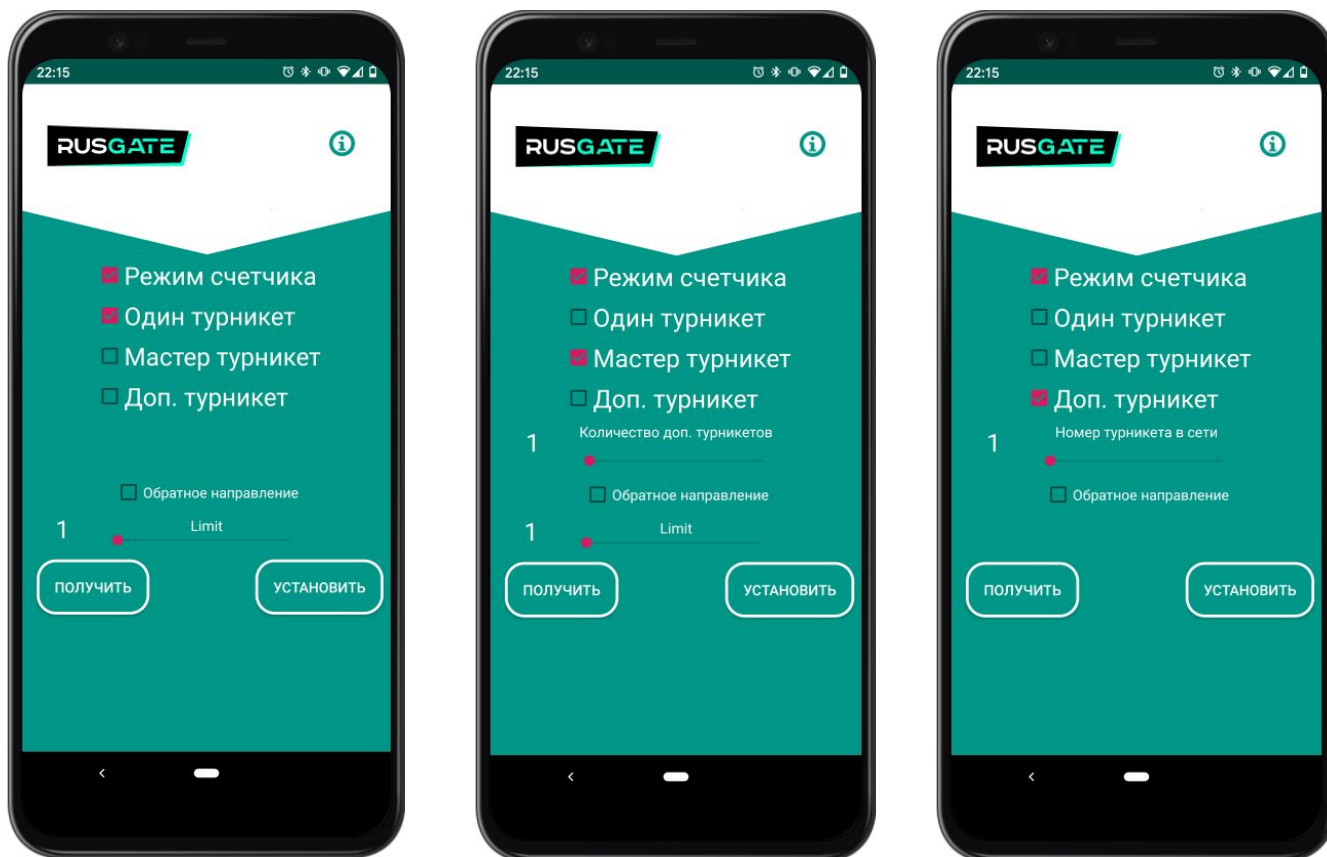 22:15
RUSGATE
Режим счетчика
Один турникет
Мастер турникет
Доп. турникет
Обратное направление
1
Limit
ПОЛУЧИТЬ
УСТАНОВИТЬ
22:15
RUSGATE
Режим счетчика
Один турникет
Мастер турникет
Доп. турникет
Количество доп. турникетов
1
Обратное направление
Limit
1
ПОЛУЧИТЬ
УСТАНОВИТЬ
22:15
RUSGATE
Режим счетчика
Один турникет
Мастер турникет
Доп. турникет
Номер турникета в сети
1
Обратное направление
ПОЛУЧИТЬ
УСТАНОВИТЬ